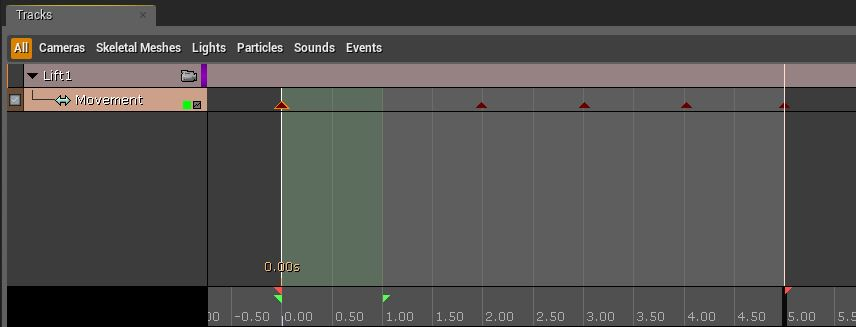 Tracks ×
All Cameras Skeletal Meshes Lights Particles Sounds Events
Lift1
Movement
0.00s
-0.50 0.00 0.50 1.00 1.50 2.00 2.50 3.00 3.50 4.00 4.50 5.00